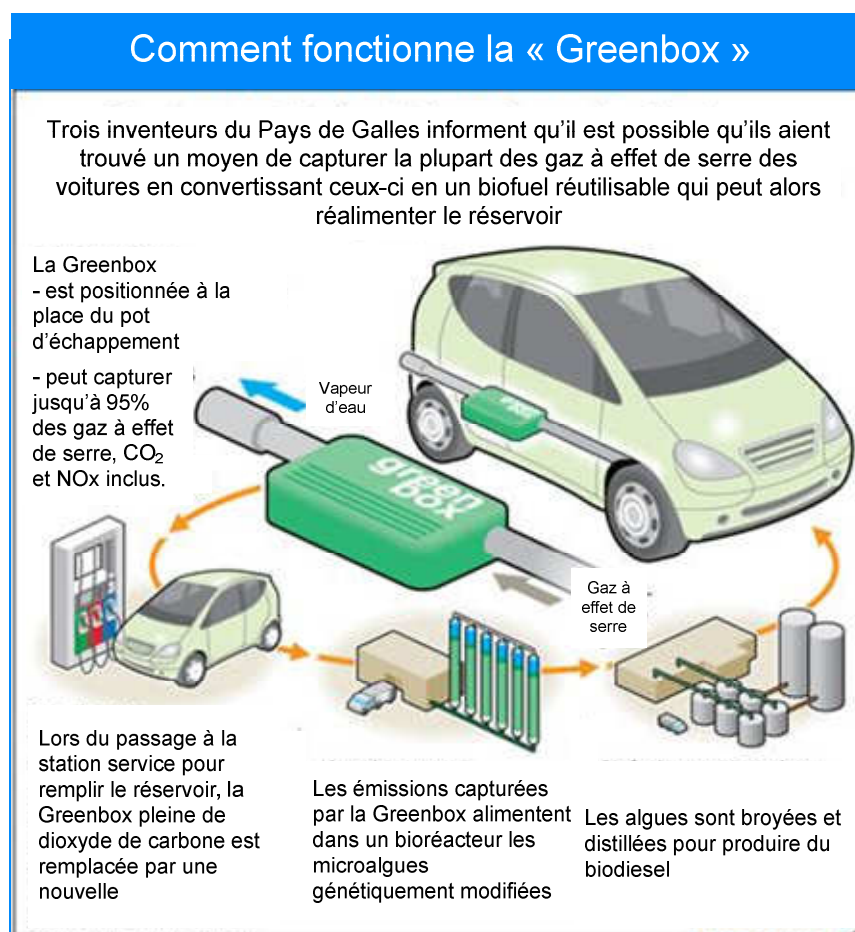 Comment fonctionne la « Greenbox »
Trois inventeurs du Pays de Galles informent qu'il est possible qu'ils aient
trouvé un moyen de capturer la plupart des gaz à effet de serre des
voitures en convertissant ceux-ci en un biofuel réutilisable qui peut alors
réalimenter le réservoir
La Greenbox
- est positionnée à la
place du pot
d'échappement
- peut capturer
jusqu'à 95%
des gaz à effet
de serre, CO₂
et NOx inclus.
Vapeur
d'eau
green
box
Gaz à
effet de
serre
Lors du passage à la
station service pour
remplir le réservoir, la
Greenbox pleine de
dioxyde de carbone est
remplacée par une
nouvelle
Les émissions capturées
par la Greenbox alimentent
dans un bioréacteur les
microalgues
génétiquement modifiées
Les algues sont broyées et
distillées pour produire du
biodiesel